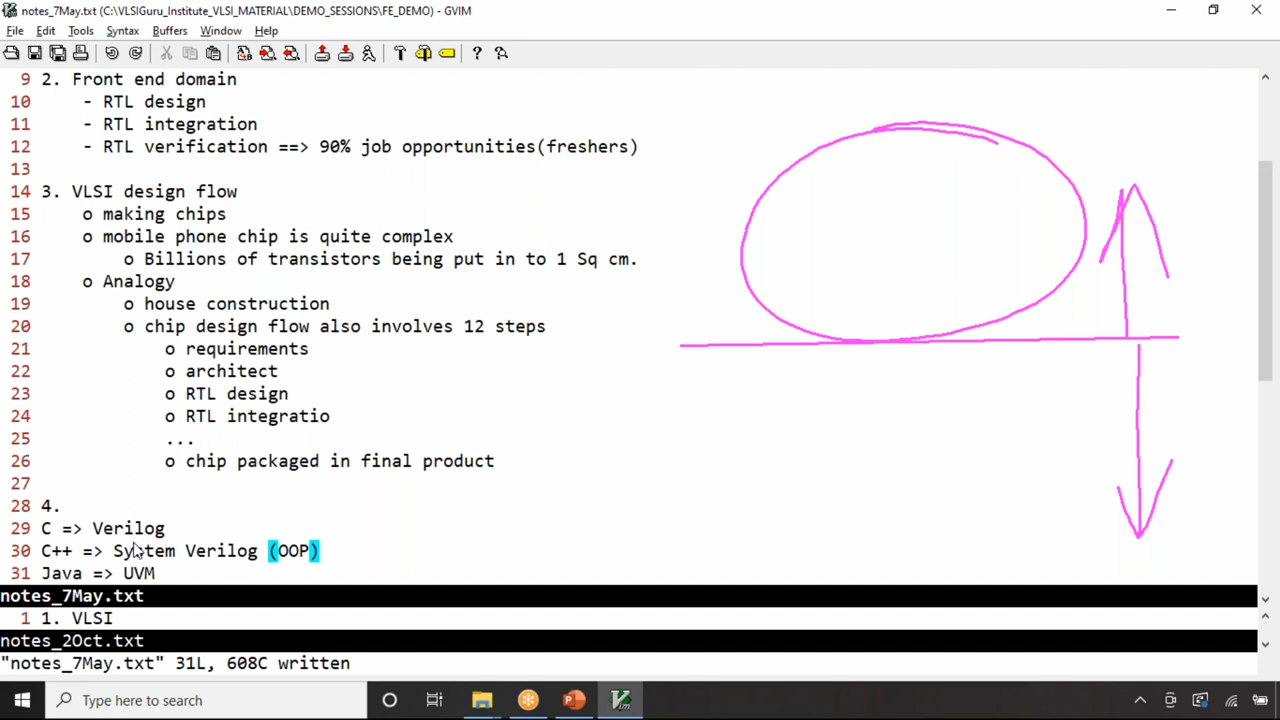 notes_7May.txt (C:\VLSIGuru_Institute_VLSI_MATERIAL\DEMO_SESSIONS\FE_DEMO) - GVIM
File Edit Tools Syntax Buffers Window Help
9 2. Front end domain
10 - RTL design
11 - RTL integration
12 - RTL verification ==> 90% job opportunities(freshers)
13
14 3. VLSI design flow
15 o making chips
16 o mobile phone chip is quite complex
17 o Billions of transistors being put in to 1 Sq cm.
18 o Analogy
19 o house construction
20 o chip design flow also involves 12 steps
21 o requirements
22 o architect
23 o RTL design
24 o RTL integratio
25 ...
26 o chip packaged in final product
27
28 4.
29 C => Verilog
30 C++ => System Verilog (OOP)
31 Java => UVM
notes_7May.txt
1 1. VLSI
notes_2Oct.txt
"notes_7May.txt" 31L, 608C written
Type here to search